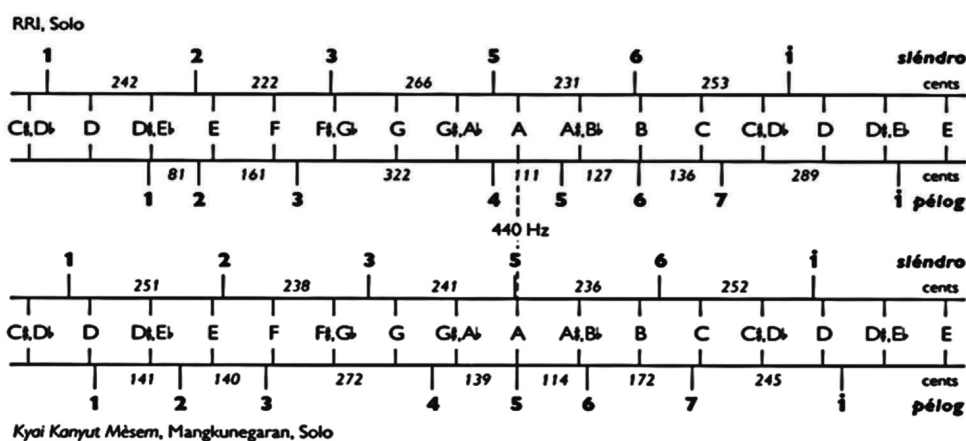 RRI, Solo
1 2 3 5 6 i sléndro
242 222 266 231 253 cents
C♯,D♭ D D♯,E♭ E F F♯,G♭ G G♯,A♭ A A♯,B♭ B C C♯,D♭ D D♯,E♭ E
81 161 322 111 127 136 289 cents
1 2 3 4 5 6 7 i pélog
440 Hz
1 2 3 5 6 i sléndro
251 238 241 236 252 cents
C♯,D♭ D D♯,E♭ E F F♯,G♭ G G♯,A♭ A A♯,B♭ B C C♯,D♭ D D♯,E♭ E
141 140 272 139 114 172 245 cents
1 2 3 4 5 6 7 i pélog
Kyai Kanyut Mèsem, Mangkunegaran, Solo